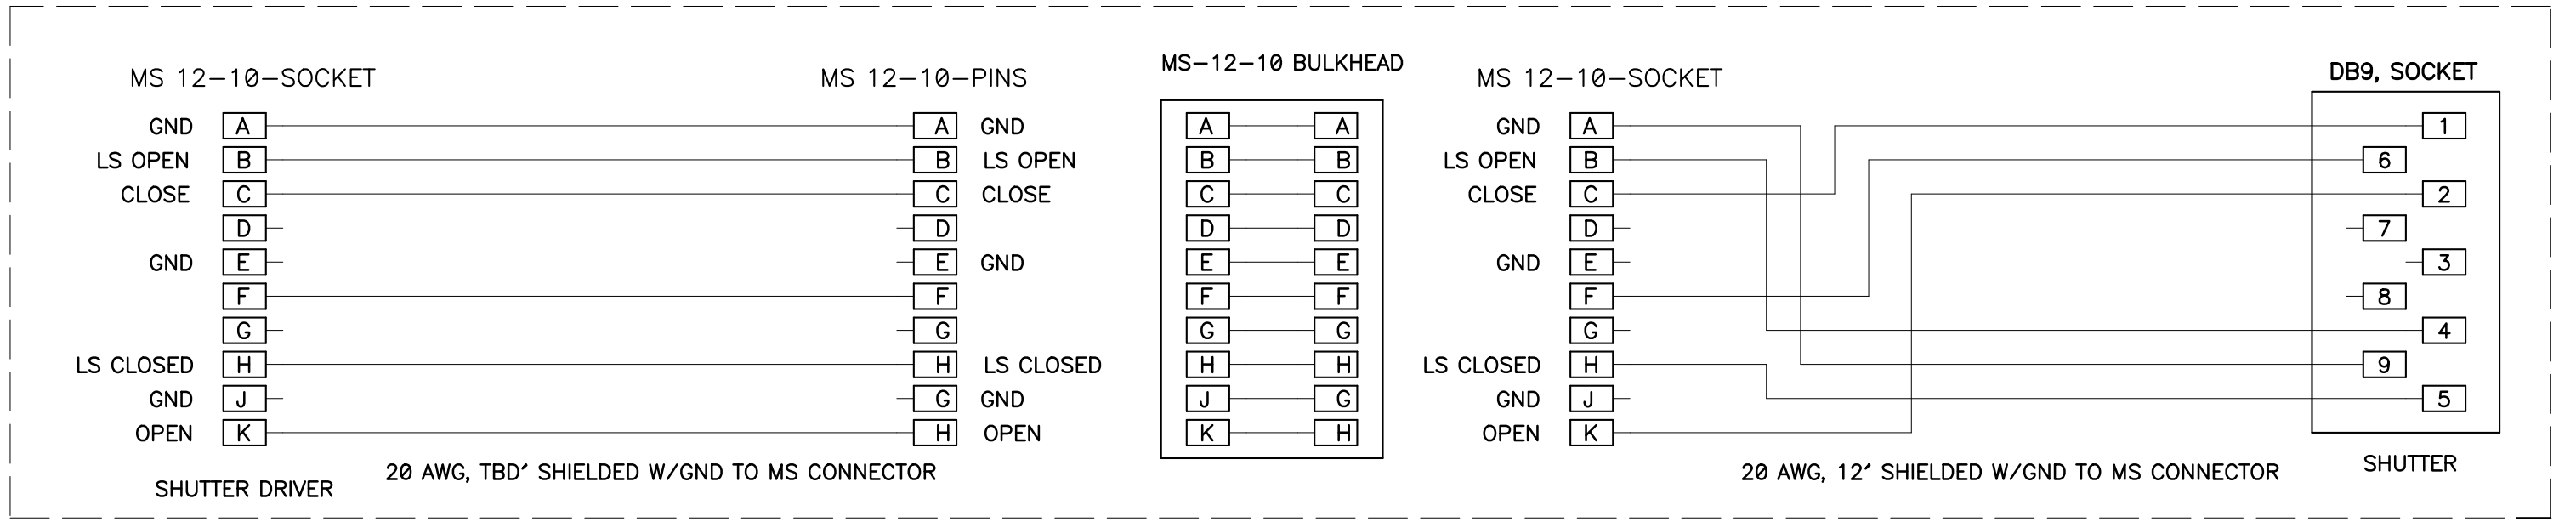 MS 12-10-SOCKET MS 12-10-PINS MS-12-10 BULKHEAD MS 12-10-SOCKET DB9, SOCKET
GND A A GND A A GND A 1
LS OPEN B B LS OPEN B B LS OPEN B 6
CLOSE C C CLOSE C C CLOSE C 2
D D D D D 7
GND E E GND E E GND E 3
F F F F F 8
G G G G G 4
LS CLOSED H H LS CLOSED H H LS CLOSED H 9
GND J G GND J G GND J 5
OPEN K H OPEN K H OPEN K
SHUTTER DRIVER 20 AWG, TBD' SHIELDED W/GND TO MS CONNECTOR 20 AWG, 12' SHIELDED W/GND TO MS CONNECTOR SHUTTER